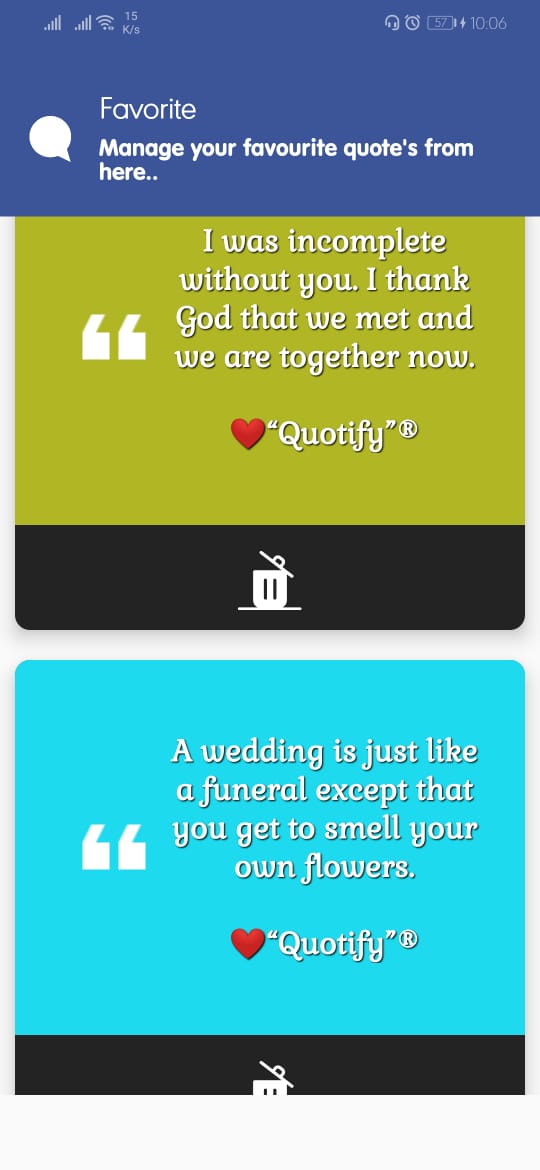 15
K/s
57
10:06
Favorite
Manage your favourite quote's from
here..
I was incomplete
without you. I thank
God that we met and
we are together now.
❤️“Quotify”®
A wedding is just like
a funeral except that
you get to smell your
own flowers.
❤️“Quotify”®